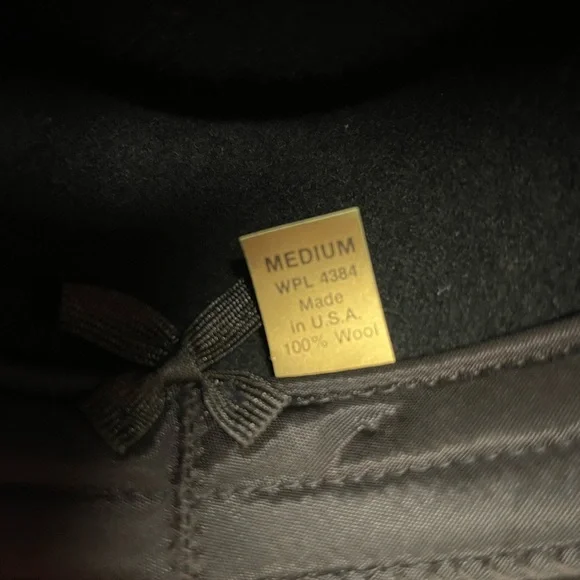 MEDIUM
WPL 4384
Made
in U.S.A.
100% Wool